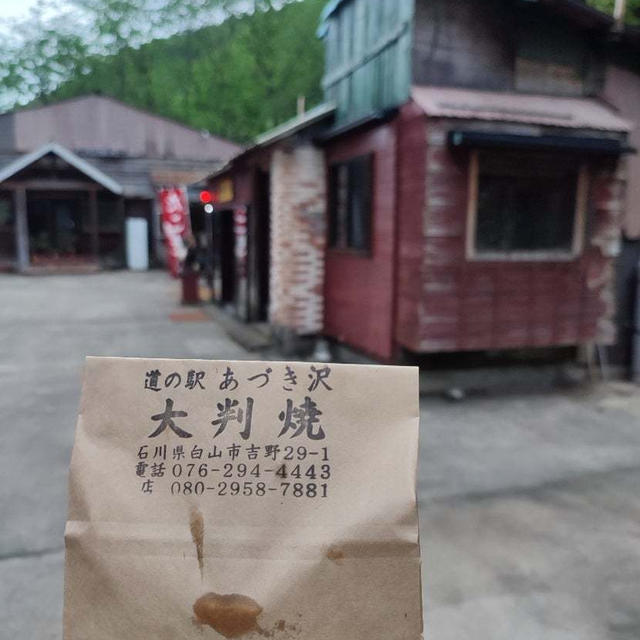 道の駅 あづき沢
大判焼
石川県白山市吉野29-1
電話 076-294-4443
店 080-2958-7881